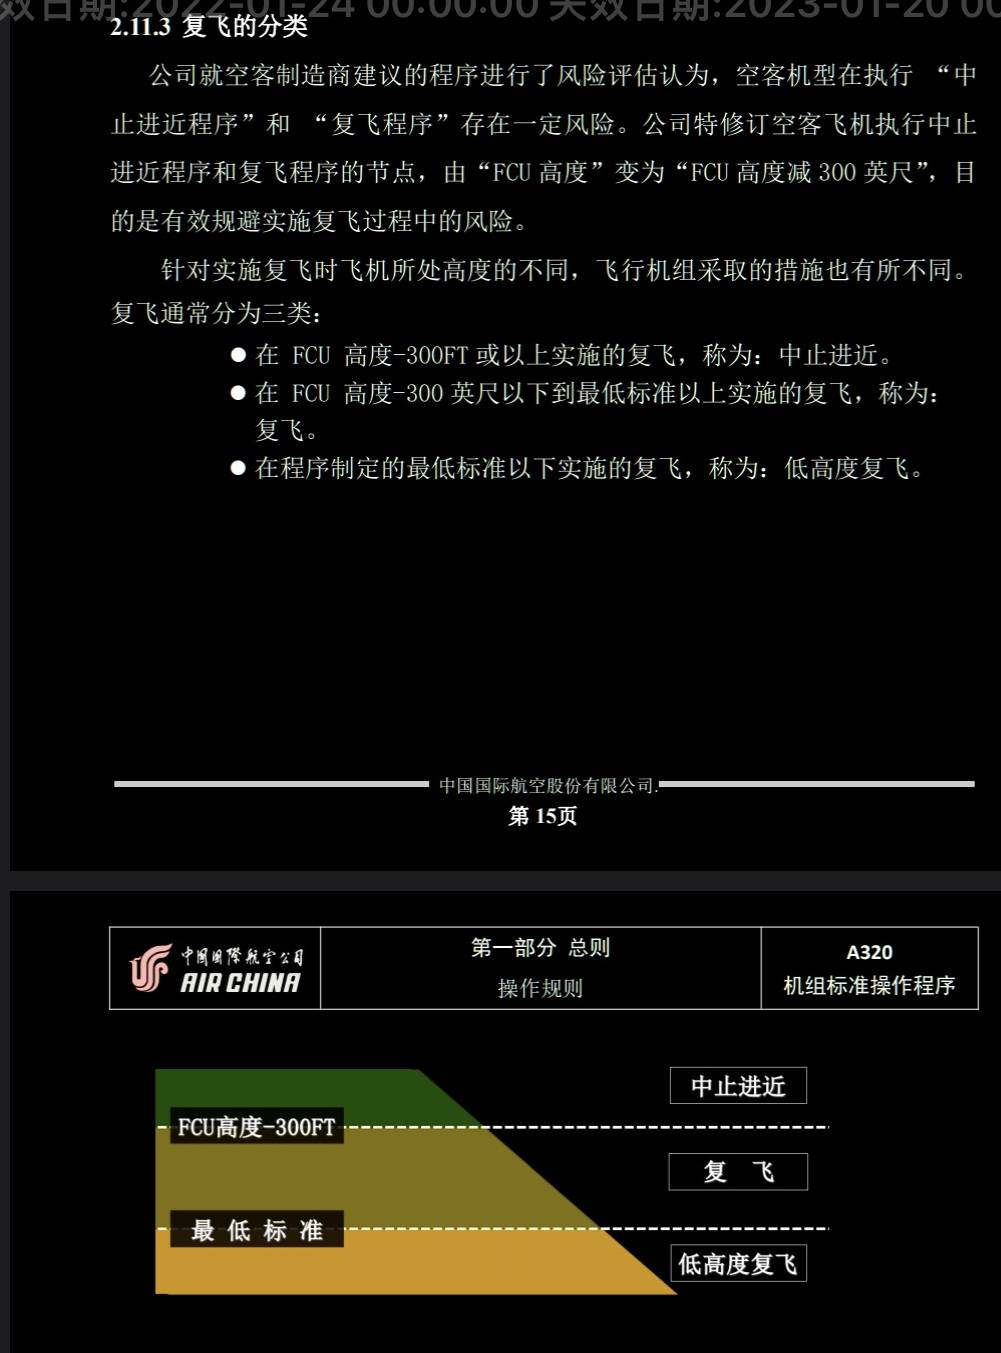 效日期:2022-01-24 00:00:00 失效日期:2023-01-20 00
2.11.3 复飞的分类
公司就空客制造商建议的程序进行了风险评估认为，空客机型在执行 “中
止进近程序”和 “复飞程序”存在一定风险。公司特修订空客飞机执行中止
进近程序和复飞程序的节点，由“FCU 高度”变为“FCU 高度减 300 英尺”，目
的是有效规避实施复飞过程中的风险。
针对实施复飞时飞机所处高度的不同，飞行机组采取的措施也有所不同。
复飞通常分为三类：
● 在 FCU 高度-300FT 或以上实施的复飞，称为：中止进近。
● 在 FCU 高度-300 英尺以下到最低标准以上实施的复飞，称为：
复飞。
● 在程序制定的最低标准以下实施的复飞，称为：低高度复飞。
中国国际航空股份有限公司.
第 15页
中国国际航空公司
AIR CHINA
第一部分 总则
操作规则
A320
机组标准操作程序
中止进近
FCU高度-300FT
复 飞
最 低 标 准
低高度复飞